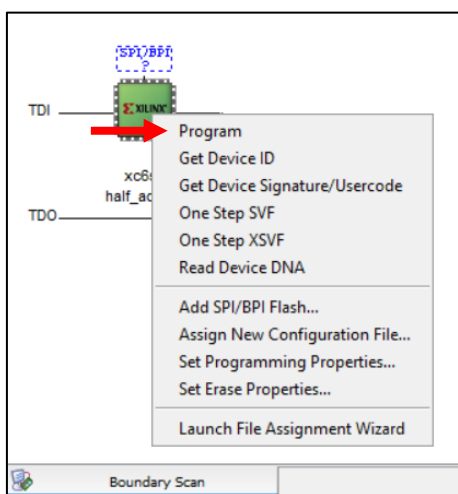 SPI/BPI
?
TDI
XILINX
Program
Get Device ID
xc6s
Get Device Signature/Usercode
half_ad
One Step SVF
TDO
One Step XSVF
Read Device DNA
Add SPI/BPI Flash...
Assign New Configuration File...
Set Programming Properties...
Set Erase Properties...
Launch File Assignment Wizard
Boundary Scan